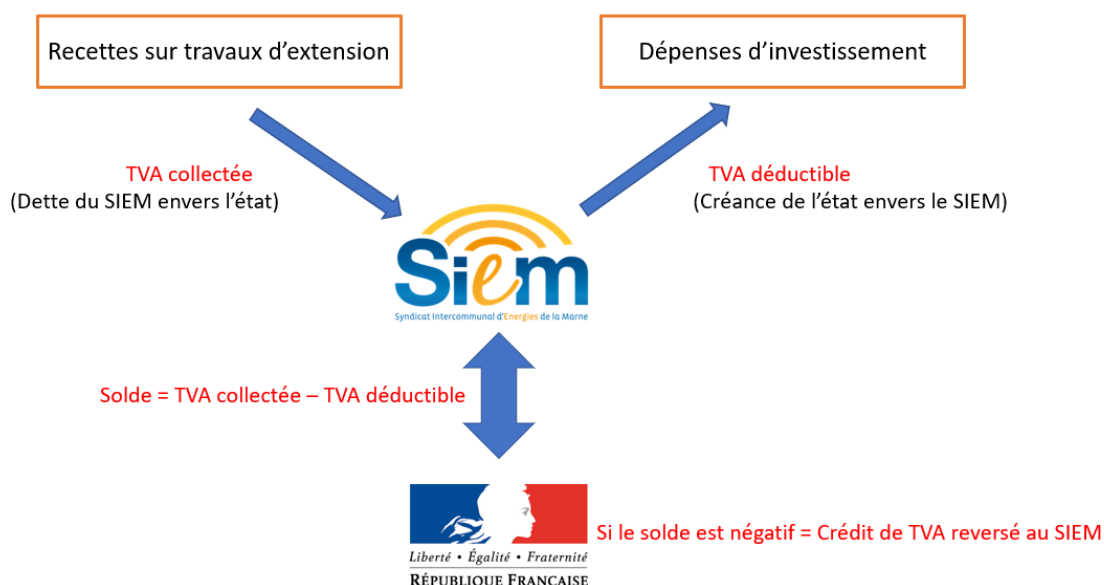 Recettes sur travaux d'extension
Dépenses d'investissement
TVA collectée
(Dette du SIEM envers l'état)
TVA déductible
(Créance de l'état envers le SIEM)
Siem
Syndicat Intercommunal d'Energies de la Marne
Solde = TVA collectée – TVA déductible
Si le solde est négatif = Crédit de TVA reversé au SIEM
Liberté • Égalité • Fraternité
RÉPUBLIQUE FRANÇAISE